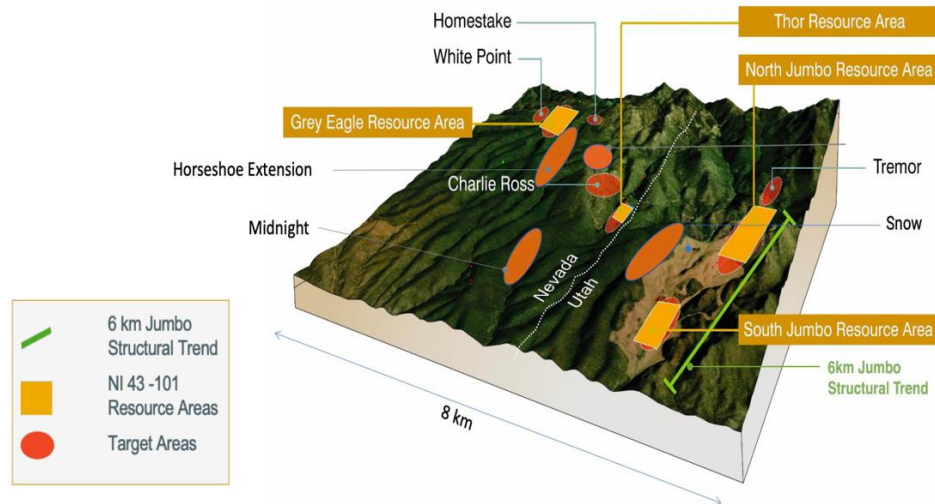 Homestake
White Point
Thor Resource Area
North Jumbo Resource Area
Grey Eagle Resource Area
Horseshoe Extension
Charlie Ross
Tremor
Midnight
Snow
Nevada
Utah
South Jumbo Resource Area
6km Jumbo
Structural Trend
8 km
6 km Jumbo
Structural Trend
NI 43 -101
Resource Areas
Target Areas